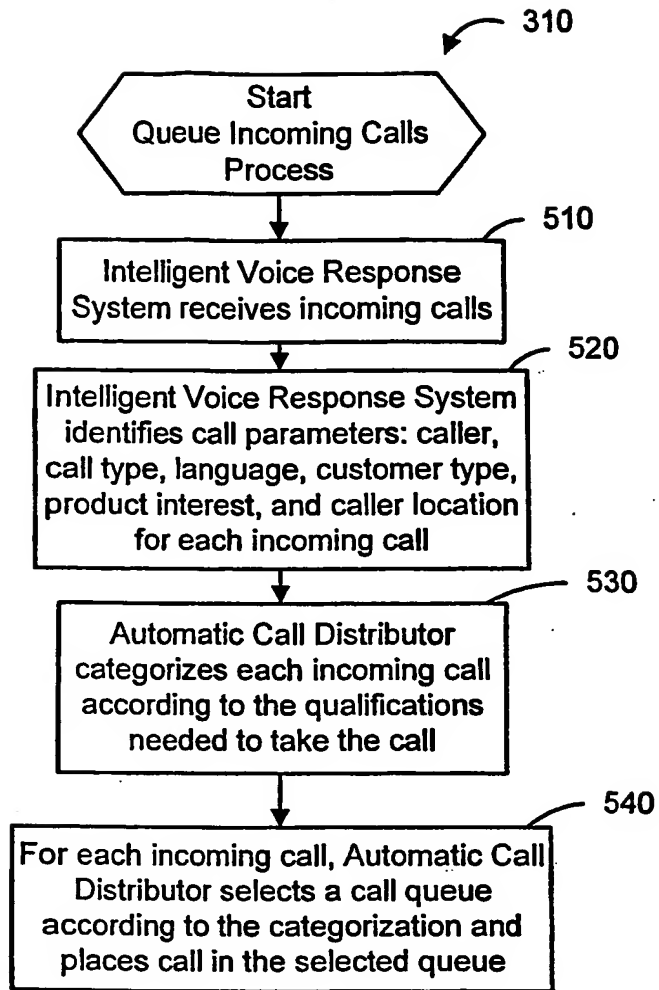 310
Start
Queue Incoming Calls
Process
510
Intelligent Voice Response
System receives incoming calls
520
Intelligent Voice Response System
identifies call parameters: caller,
call type, language, customer type,
product interest, and caller location
for each incoming call
530
Automatic Call Distributor
categorizes each incoming call
according to the qualifications
needed to take the call
540
For each incoming call, Automatic Call
Distributor selects a call queue
according to the categorization and
places call in the selected queue